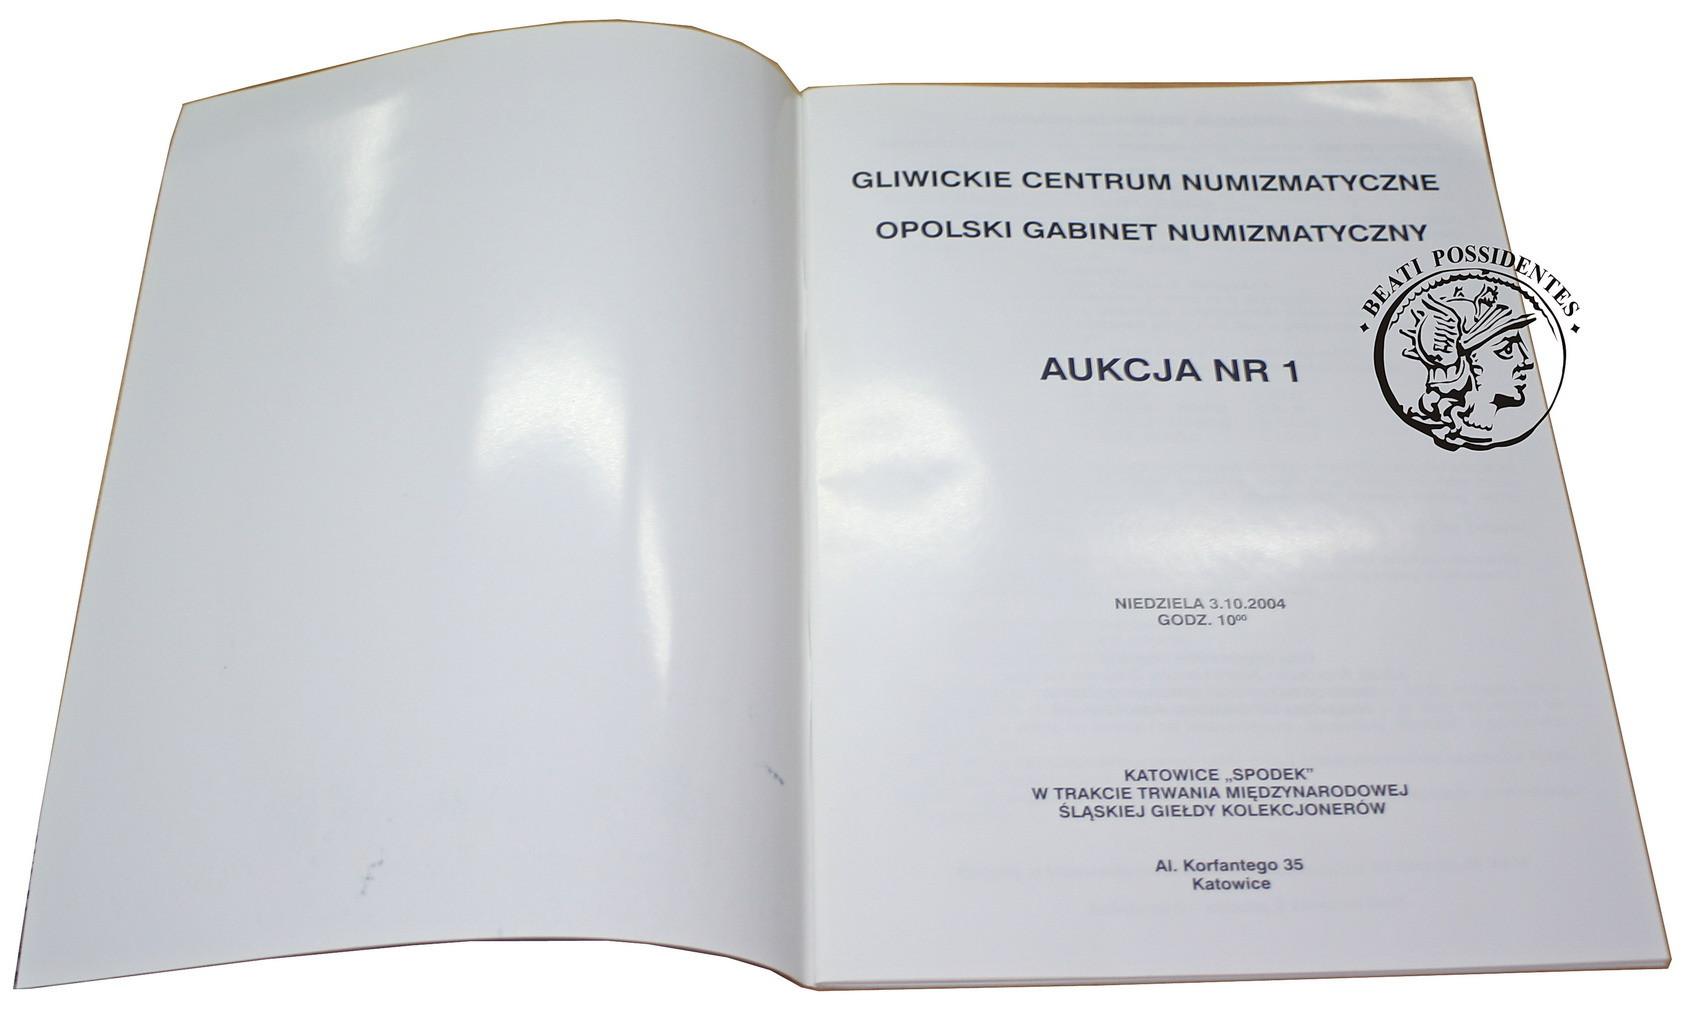 GLIWICKIE CENTRUM NUMIZMATYCZNE
OPOLSKI GABINET NUMIZMATYCZNY
BEATI POSSIDENTES
AUKCJA NR 1
NIEDZIELA 3.10.2004
GODZ. 10⁰⁰
KATOWICE „SPODEK”
W TRAKCIE TRWANIA MIĘDZYNARODOWEJ
ŚLĄSKIEJ GIEŁDY KOLEKCJONERÓW
Al. Korfantego 35
Katowice